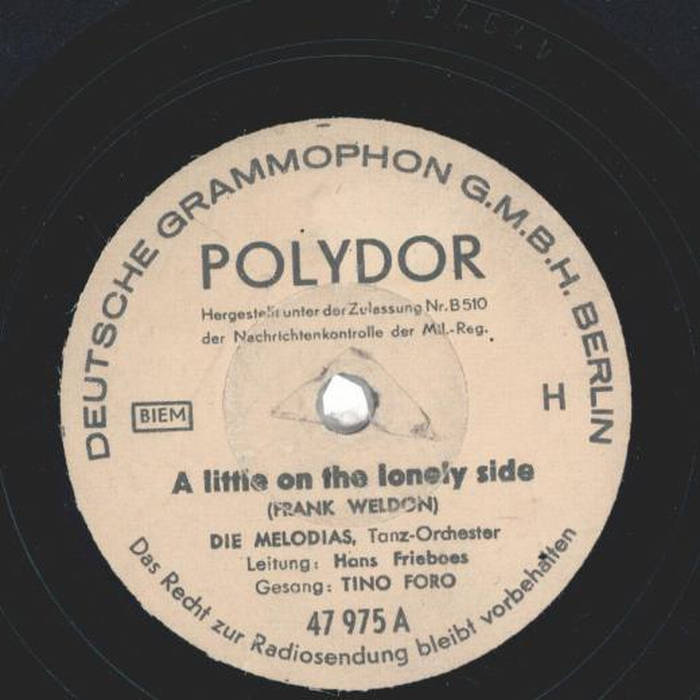 DEUTSCHE GRAMMOPHON G.M.B.H. BERLIN
POLYDOR
Hergestellt unter der Zulassung Nr. B 510
der Nachrichtenkontrolle der Mil.-Reg.
BIEM
H
A little on the lonely side
(FRANK WELDON)
DIE MELODIAS, Tanz-Orchester
Leitung: Hans Frieboes
Gesang: TINO FORO
47 975 A
Das Recht zur Radiosendung bleibt vorbehalten